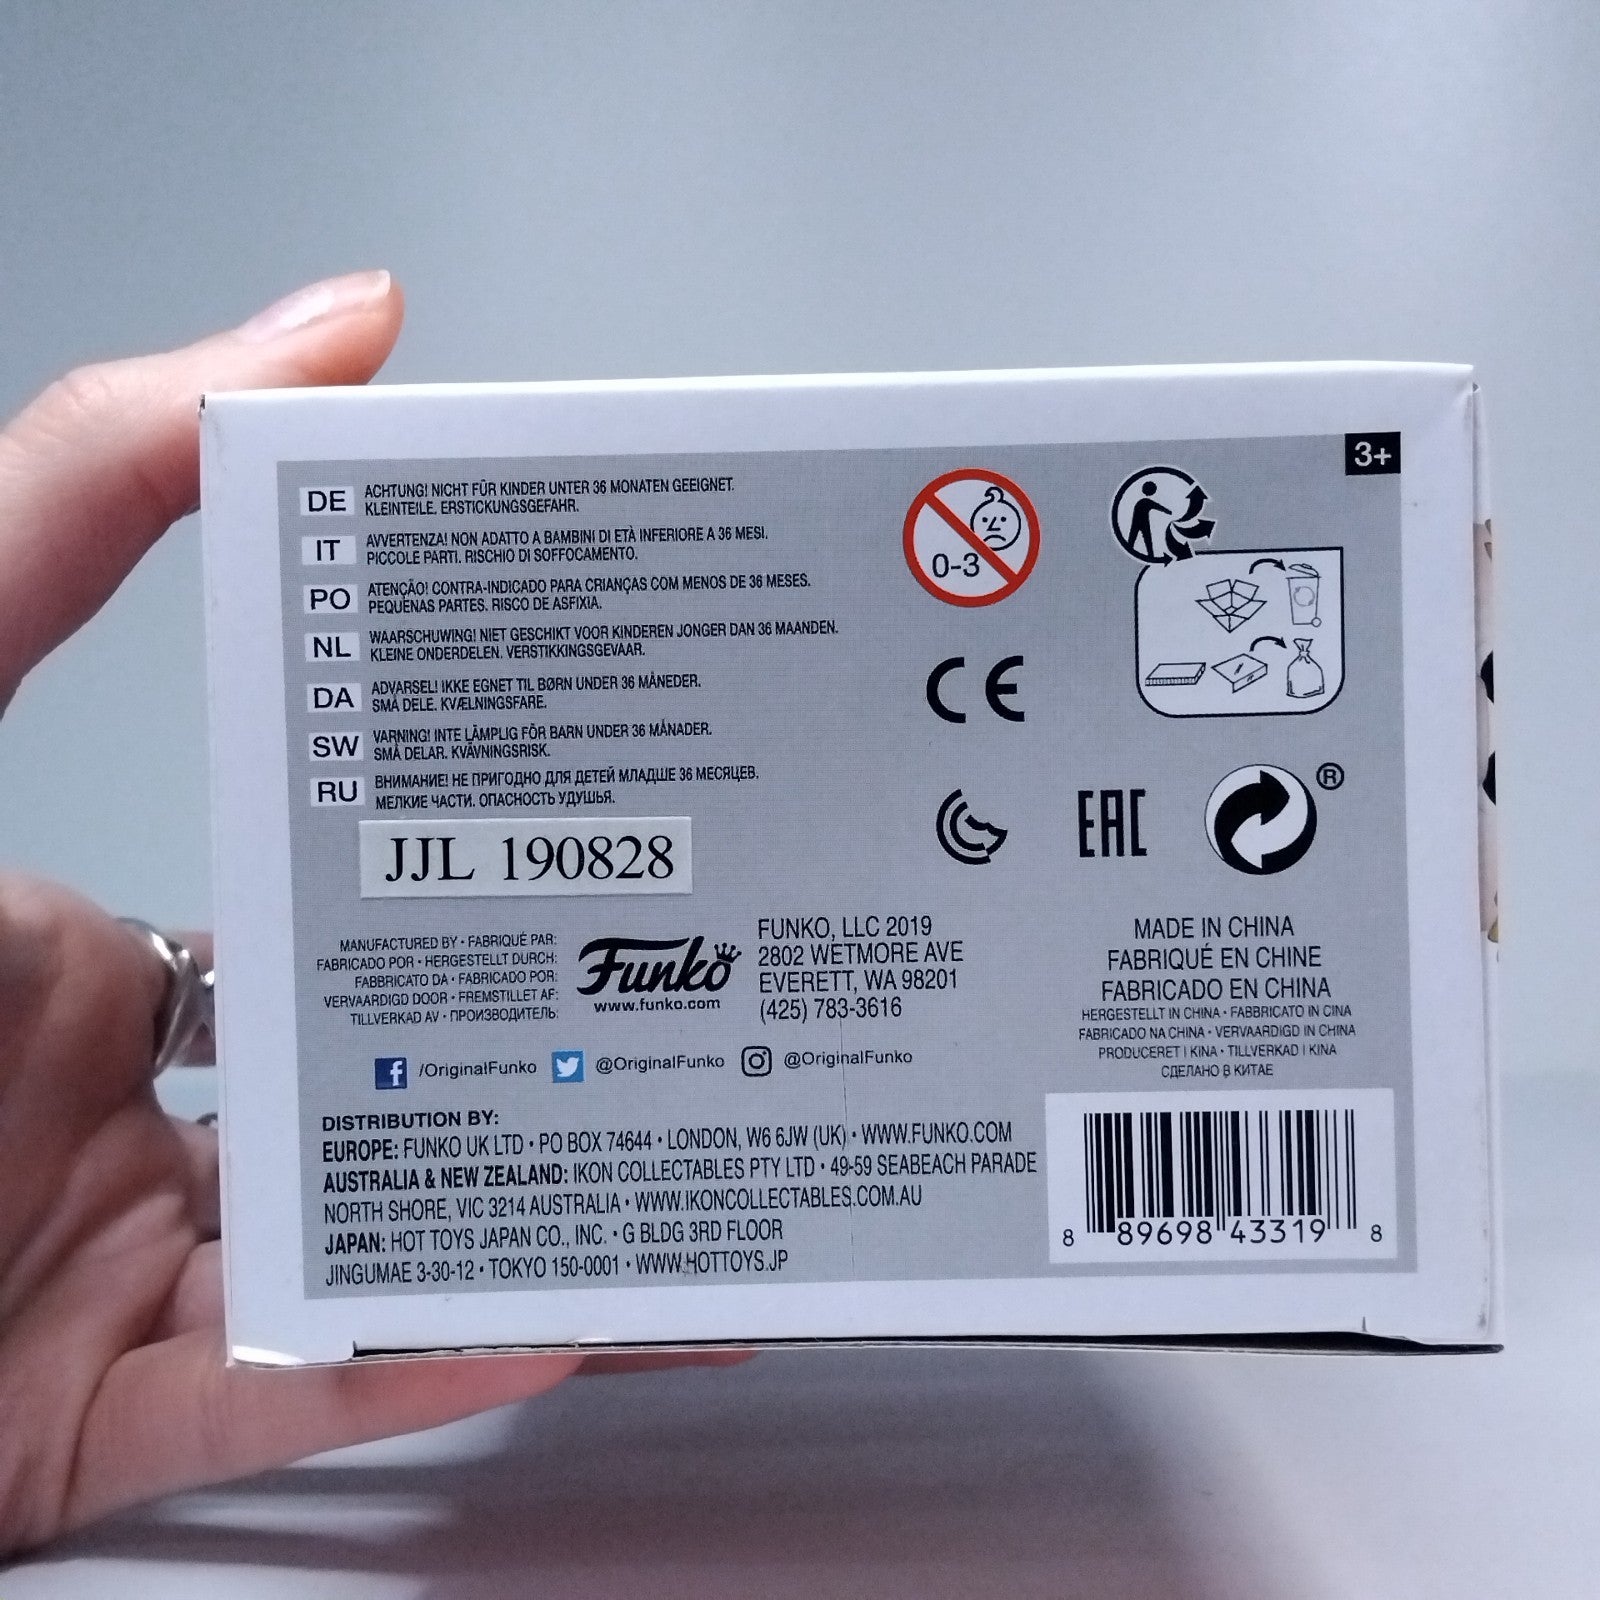 3+
DE
ACHTUNG! NICHT FÜR KINDER UNTER 36 MONATEN GEEIGNET.
KLEINTEILE. ERSTICKUNGSGEFAHR.
IT
AVVERTENZA! NON ADATTO A BAMBINI DI ETÀ INFERIORE A 36 MESI.
PICCOLE PARTI. RISCHIO DI SOFFOCAMENTO.
PO
ATENÇÃO! CONTRA-INDICADO PARA CRIANÇAS COM MENOS DE 36 MESES.
PEQUENAS PARTES. RISCO DE ASFIXIA.
NL
WAARSCHUWING! NIET GESCHIKT VOOR KINDEREN JONGER DAN 36 MAANDEN.
KLEINE ONDERDELEN. VERSTIKKINGSGEVAAR.
DA
ADVARSEL! IKKE EGNET TIL BØRN UNDER 36 MÅNEDER.
SMÅ DELE. KVÆLNINGSFARE.
SW
VARNING! INTE LÄMPLIG FÖR BARN UNDER 36 MÅNADER.
SMÅ DELAR. KVÄVNINGSRISK.
RU
ВНИМАНИЕ! НЕ ПРИГОДНО ДЛЯ ДЕТЕЙ МЛАДШЕ 36 МЕСЯЦЕВ.
МЕЛКИЕ ЧАСТИ. ОПАСНОСТЬ УДУШЬЯ.
0-3
CE
EAC
®
JJL 190828
MANUFACTURED BY • FABRIQUÉ PAR:
FABRICADO POR • HERGESTELLT DURCH:
FABBRICATO DA • FABRICADO POR:
VERVAARDIGD DOOR • FREMSTILLET AF:
TILLVERKAD AV • ПРОИЗВОДИТЕЛЬ:
Funko
www.funko.com
FUNKO, LLC 2019
2802 WETMORE AVE
EVERETT, WA 98201
(425) 783-3616
MADE IN CHINA
FABRIQUÉ EN CHINE
FABRICADO EN CHINA
HERGESTELLT IN CHINA • FABBRICATO IN CINA
FABRICADO NA CHINA • VERVAARDIGD IN CHINA
PRODUCERET I KINA • TILLVERKAD I KINA
СДЕЛАНО В КИТАЕ
f /OriginalFunko @OriginalFunko @OriginalFunko
DISTRIBUTION BY:
EUROPE: FUNKO UK LTD • PO BOX 74644 • LONDON, W6 6JW (UK) • WWW.FUNKO.COM
AUSTRALIA & NEW ZEALAND: IKON COLLECTABLES PTY LTD • 49-59 SEABEACH PARADE
NORTH SHORE, VIC 3214 AUSTRALIA • WWW.IKONCOLLECTABLES.COM.AU
JAPAN: HOT TOYS JAPAN CO., INC. • G BLDG 3RD FLOOR
JINGUMAE 3-30-12 • TOKYO 150-0001 • WWW.HOTTOYS.JP
8 89698 43319 8